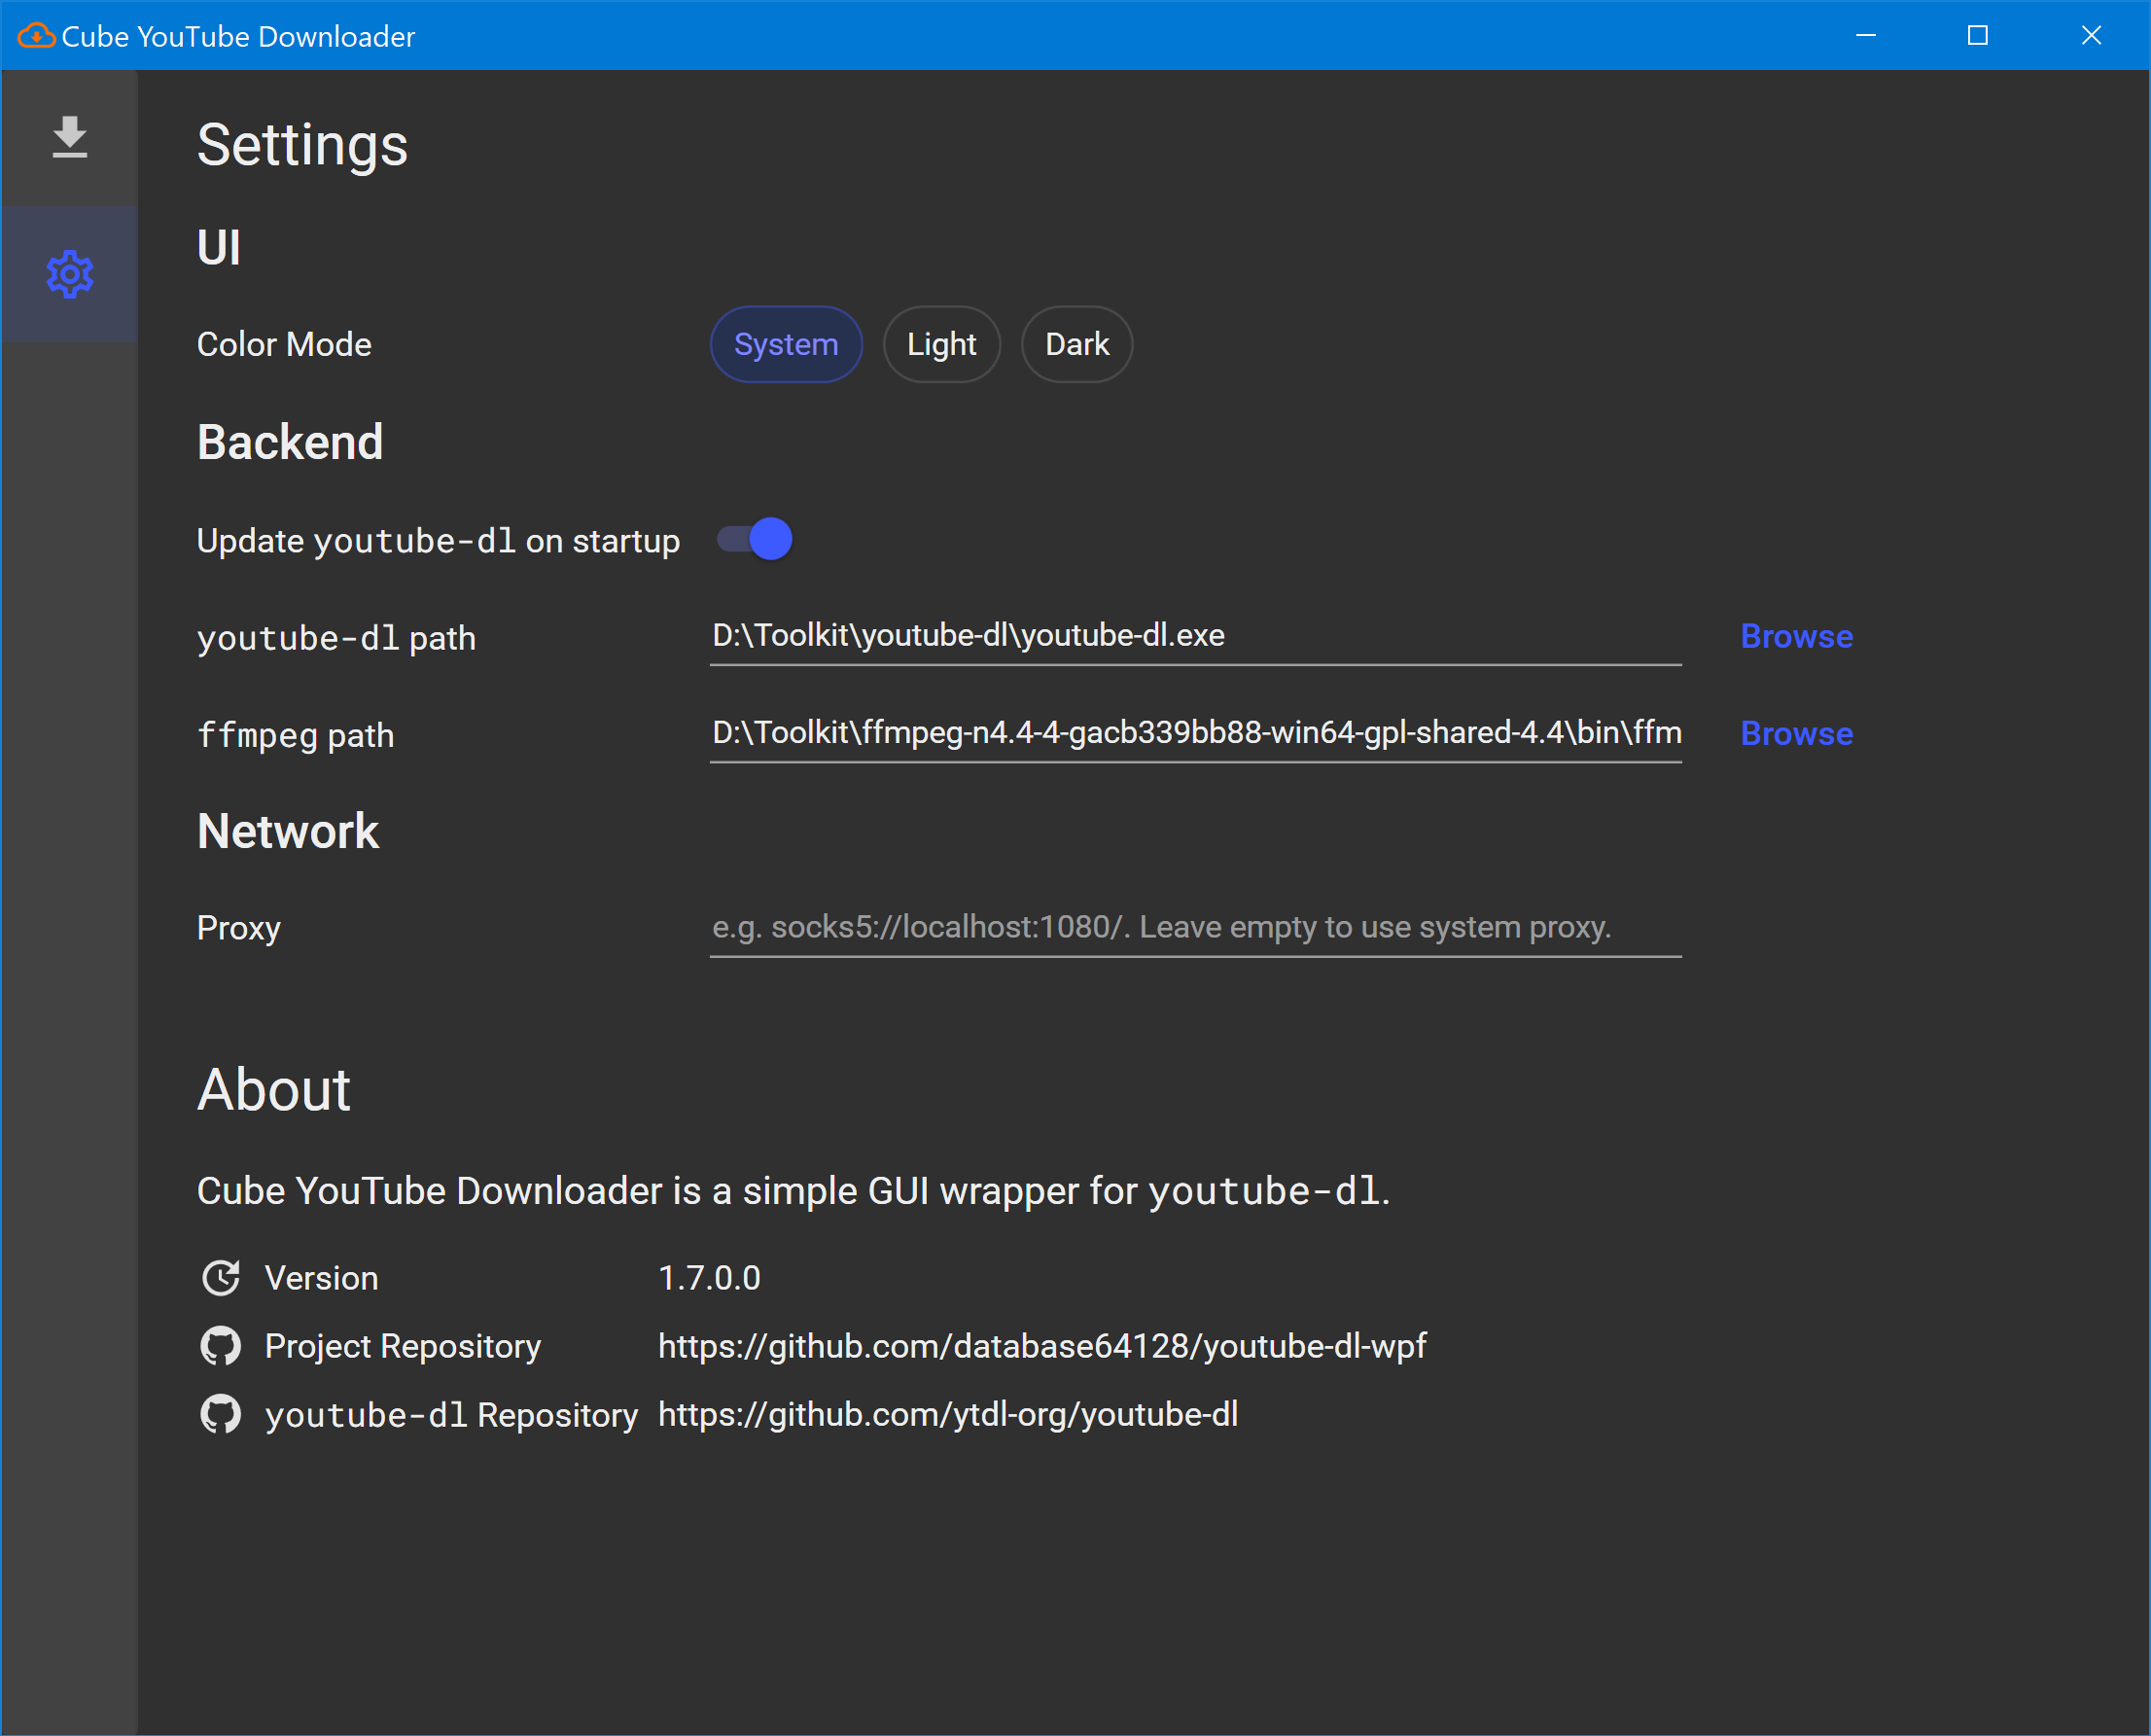 Cube YouTube Downloader
Settings
UI
Color Mode System Light Dark
Backend
Update youtube-dl on startup
youtube-dl path D:\Toolkit\youtube-dl\youtube-dl.exe Browse
ffmpeg path D:\Toolkit\ffmpeg-n4.4-4-gacb339bb88-win64-gpl-shared-4.4\bin\ffm Browse
Network
Proxy e.g. socks5://localhost:1080/. Leave empty to use system proxy.
About
Cube YouTube Downloader is a simple GUI wrapper for youtube-dl.
Version 1.7.0.0
Project Repository https://github.com/database64128/youtube-dl-wpf
youtube-dl Repository https://github.com/ytdl-org/youtube-dl